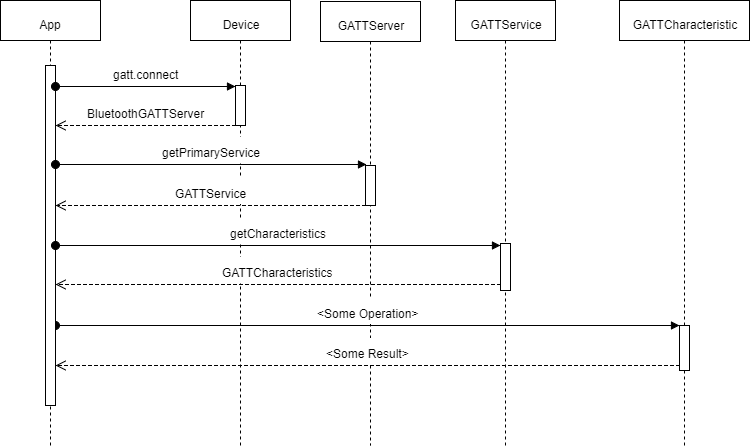 App
Device
GATTServer
GATTService
GATTCharacteristic
gatt.connect
BluetoothGATTServer
getPrimaryService
GATTService
getCharacteristics
GATTCharacteristics
<Some Operation>
<Some Result>